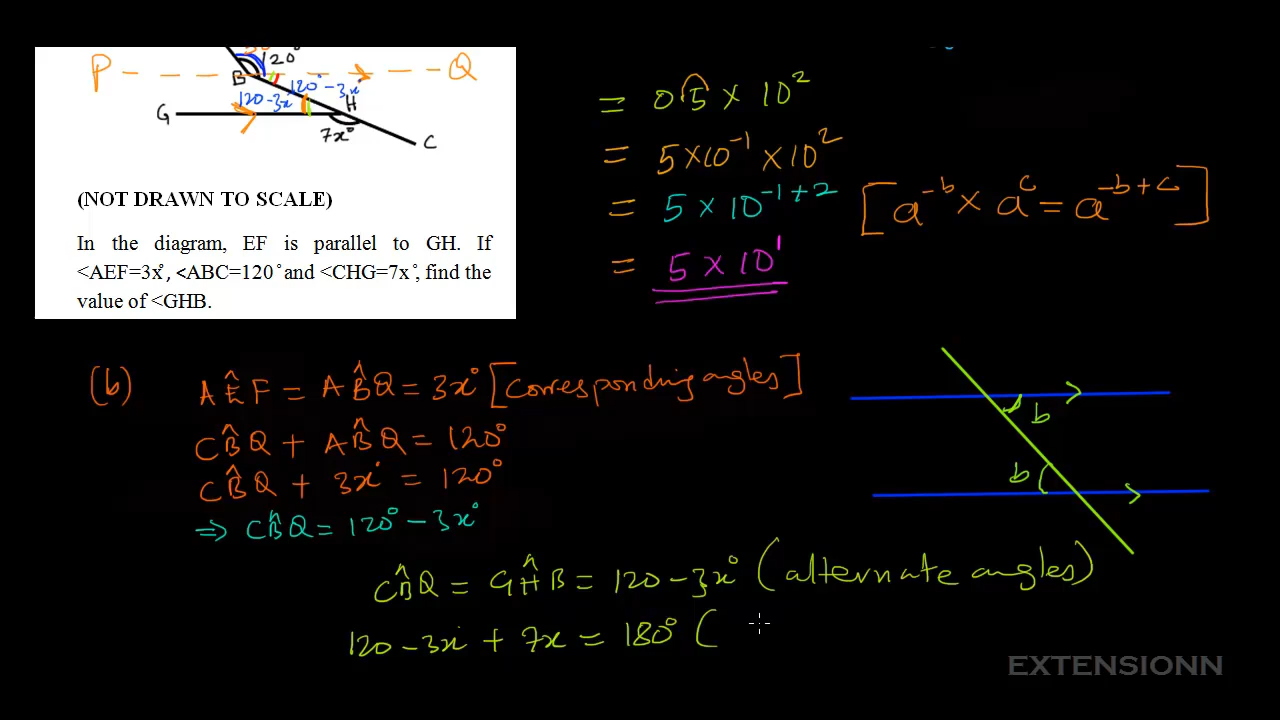 3
120°
P
Q
B
120° - 3x°
120-3x
G
H
7x°
C
(NOT DRAWN TO SCALE)
In the diagram, EF is parallel to GH. If
<AEF=3x°, <ABC=120° and <CHG=7x°, find the
value of <GHB.
= 05 × 10²
= 5×10⁻¹ × 10²
= 5 × 10⁻¹⁺²
[a⁻ᵇ × aᶜ = a⁻ᵇ⁺ᶜ]
= 5 × 10¹
(b) AÊF = AB̂Q = 3x° [Corresponding angles]
CB̂Q + AB̂Q = 120°
CB̂Q + 3x° = 120°
⇒ CB̂Q = 120° - 3x°
CB̂Q = GĤB = 120 - 3x° (alternate angles)
120 - 3x + 7x = 180° (
b
b
EXTENSIONN